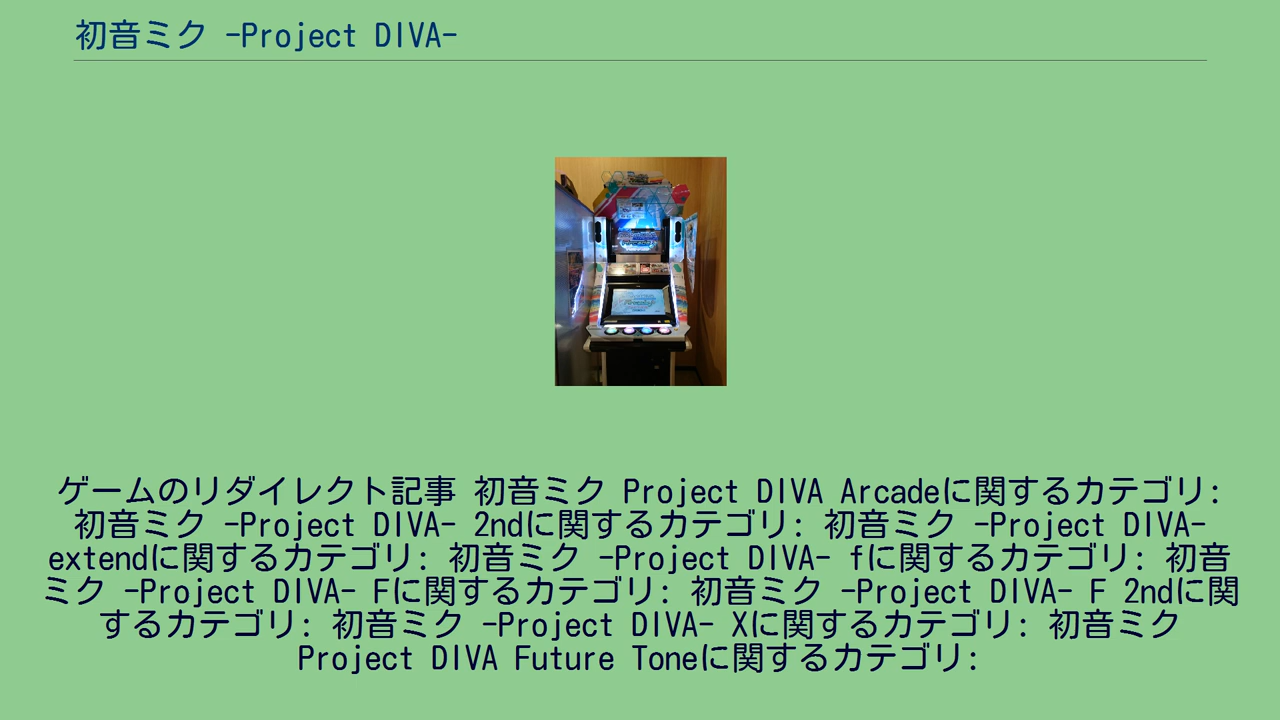 初音ミク -Project DIVA-
ゲームのリダイレクト記事 初音ミク Project DIVA Arcadeに関するカテゴリ:
初音ミク -Project DIVA- 2ndに関するカテゴリ: 初音ミク -Project DIVA-
extendに関するカテゴリ: 初音ミク -Project DIVA- fに関するカテゴリ: 初音
ミク -Project DIVA- Fに関するカテゴリ: 初音ミク -Project DIVA- F 2ndに関
するカテゴリ: 初音ミク -Project DIVA- Xに関するカテゴリ: 初音ミク
Project DIVA Future Toneに関するカテゴリ: